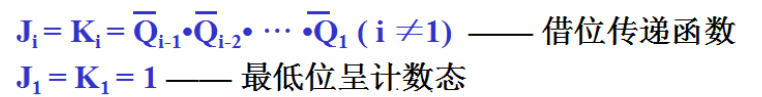 Jᵢ = Kᵢ = Q̅ᵢ₋₁•Q̅ᵢ₋₂• ⋯ •Q̅₁ ( i ≠1) —— 借位传递函数
J₁ = K₁ = 1 —— 最低位呈计数态